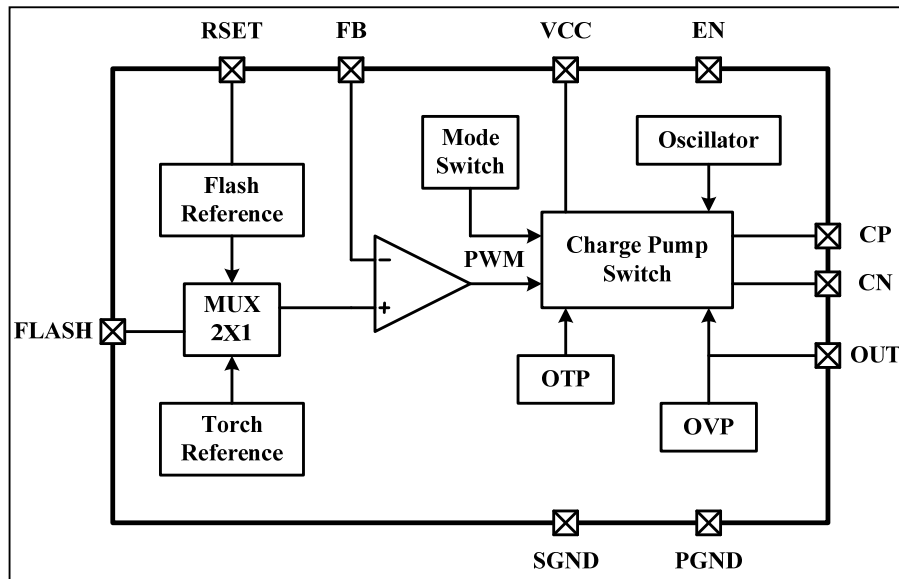 RSET FB VCC EN
Mode
Switch
Oscillator
Flash
Reference
Charge Pump
Switch
CP
PWM
−
CN
MUX
2X1
+
FLASH
OUT
OTP
Torch
Reference
OVP
SGND PGND